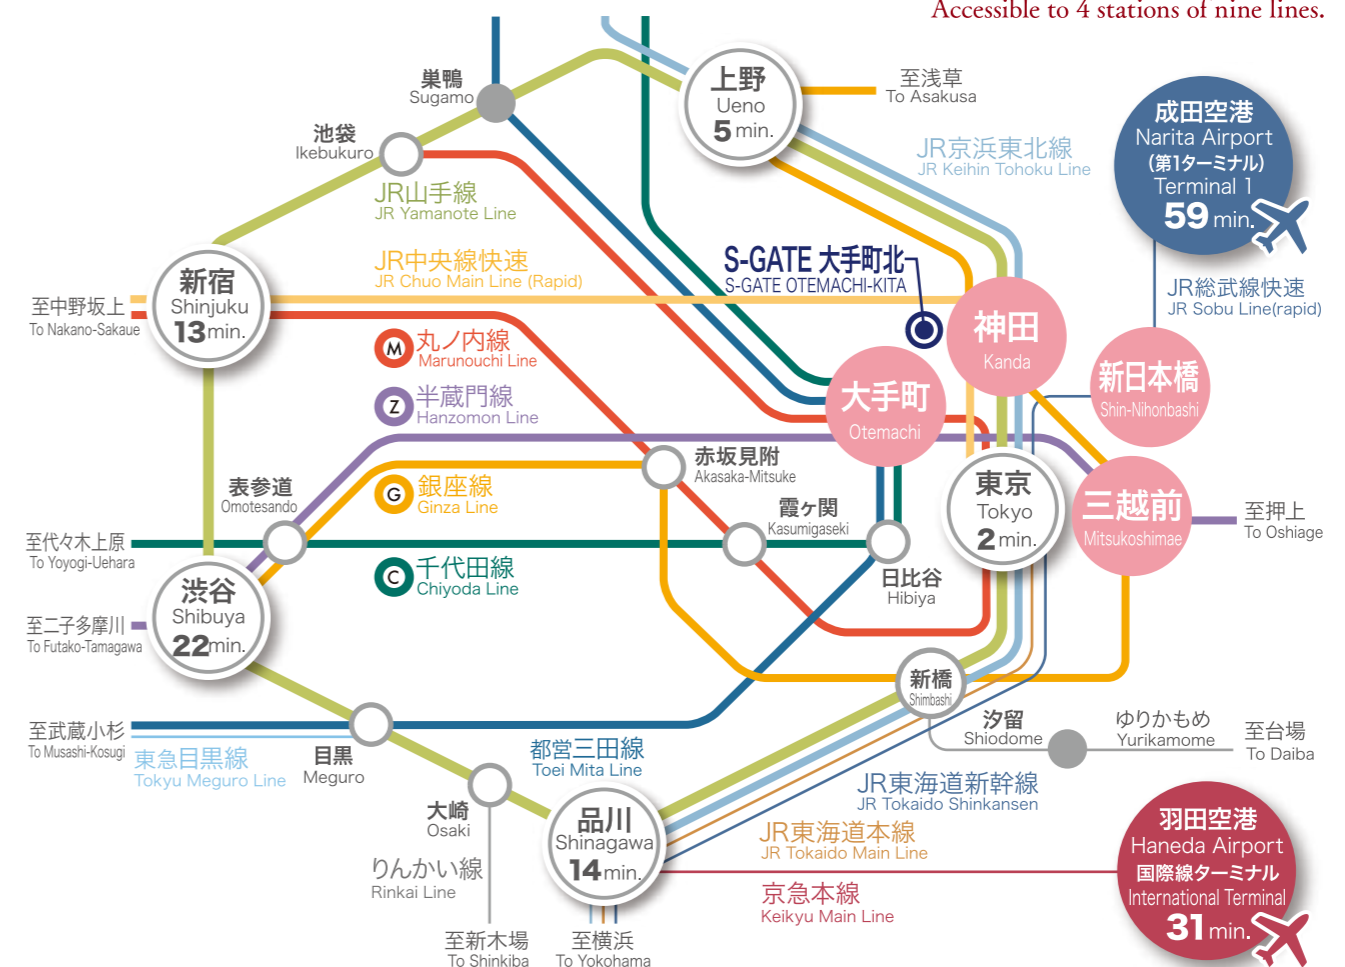 Accessible to 4 stations of nine lines.
巣鴨
Sugamo
上野
Ueno
5 min.
至浅草
To Asakusa
成田空港
Narita Airport
(第1ターミナル)
Terminal 1
59 min.
池袋
Ikebukuro
JR京浜東北線
JR Keihin Tohoku Line
JR山手線
JR Yamanote Line
S-GATE 大手町北
S-GATE OTEMACHI-KITA
JR中央線快速
JR Chuo Main Line (Rapid)
新宿
Shinjuku
13min.
至中野坂上
To Nakano-Sakaue
JR総武線快速
JR Sobu Line(rapid)
神田
Kanda
M 丸ノ内線
Marunouchi Line
新日本橋
Shin-Nihonbashi
大手町
Otemachi
Z 半蔵門線
Hanzomon Line
赤坂見附
Akasaka-Mitsuke
表参道
Omotesando
G 銀座線
Ginza Line
霞ヶ関
Kasumigaseki
東京
Tokyo
2 min.
三越前
Mitsukoshimae
至押上
To Oshiage
至代々木上原
To Yoyogi-Uehara
C 千代田線
Chiyoda Line
日比谷
Hibiya
渋谷
Shibuya
22min.
至二子多摩川
To Futako-Tamagawa
新橋
Shimbashi
汐留
Shiodome
ゆりかもめ
Yurikamome
至台場
To Daiba
至武蔵小杉
To Musashi-Kosugi
東急目黒線
Tokyu Meguro Line
目黒
Meguro
都営三田線
Toei Mita Line
JR東海道新幹線
JR Tokaido Shinkansen
大崎
Osaki
品川
Shinagawa
14 min.
JR東海道本線
JR Tokaido Main Line
りんかい線
Rinkai Line
京急本線
Keikyu Main Line
羽田空港
Haneda Airport
国際線ターミナル
International Terminal
31 min.
至新木場
To Shinkiba
至横浜
To Yokohama